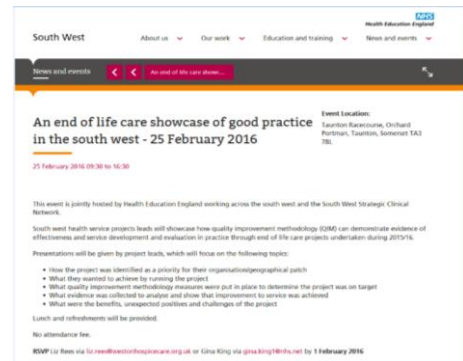 NHS
Health Education England
South West
About us
Our work
Education and training
News and events
News and events
An end of life care showc...
An end of life care showcase of good practice
in the south west - 25 February 2016
Event Location:
Taunton Racecourse, Orchard
Portman, Taunton, Somerset TA3
7BL
25 February 2016 09:30 to 16:30
This event is jointly hosted by Health Education England working across the south west and the South West Strategic Clinical
Network.
South west health service projects leads will showcase how quality improvement methodology (QIM) can demonstrate evidence of
effectiveness and service development and evaluation in practice through end of life care projects undertaken during 2015/16.
Presentations will be given by project leads, which will focus on the following topic:
• How the project was identified as a priority for their organisation/geographical patch
• What they wanted to achieve by running the project
• What quality improvement methodology measures were put in place to determine the project was on target
• What evidence was collected to analyse and show that improvement to service was achieved
• What were the benefits, unexpected positives and challenges of the project
Lunch and refreshments will be provided.
No attendance fee.
RSVP Liz Rees via liz.rees@westonhospicecare.org.uk or Gina King via gina.king1@nhs.net by 1 February 2016